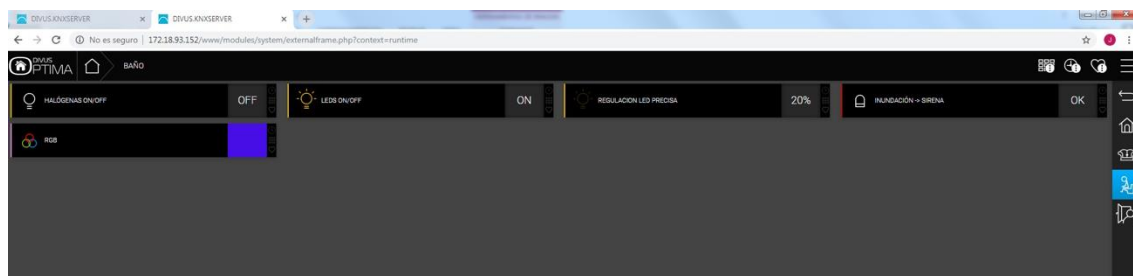 DIVUS.KNXSERVER x DIVUS.KNXSERVER x +
No es seguro | 172.18.93.152/www/modules/system/externalframe.php?context=runtime
DIVUS
OPTIMA BAÑO
HALÓGENAS ON/OFF OFF LEDS ON/OFF ON REGULACION LED PRECISA 20% INUNDACIÓN -> SIRENA OK
RGB